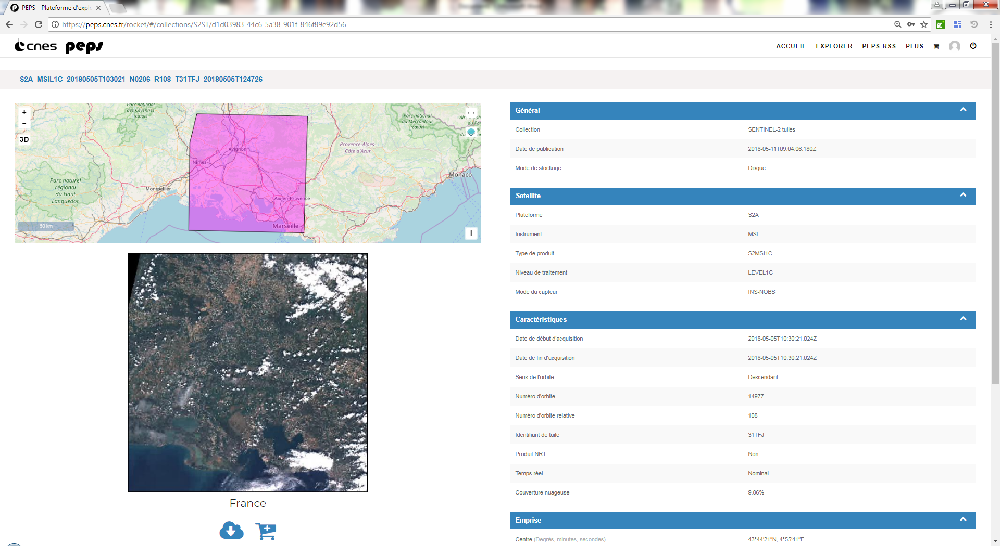 PEPS - Plateforme d'explo
https://peps.cnes.fr/rocket/#/collections/S2ST/d1d03983-44c6-5a38-901f-846f89e92d56
cnes peps
ACCUEIL EXPLORER PEPS-RSS PLUS
S2A_MSIL1C_20180505T103021_N0206_R108_T31TFJ_20180505T124726
+
-
3D
Parc national
des Cévennes
(cœur)
Parc national
du Mercantour
(cœur)
Provence-Alpes-
Côte d'Azur
Avignon
Nîmes
Monaco
Parc naturel
régional
du Haut
Languedoc
Montpellier
Aix-en-Provence
Marseille
50 km
i
France
Général
Collection SENTINEL-2 tuilés
Date de publication 2018-05-11T09:04:06.180Z
Mode de stockage Disque
Satellite
Plateforme S2A
Instrument MSI
Type de produit S2MSI1C
Niveau de traitement LEVEL1C
Mode du capteur INS-NOBS
Caractéristiques
Date de début d'acquisition 2018-05-05T10:30:21.024Z
Date de fin d'acquisition 2018-05-05T10:30:21.024Z
Sens de l'orbite Descendant
Numéro d'orbite 14977
Numéro d'orbite relative 108
Identifiant de tuile 31TFJ
Produit NRT Non
Temps réel Nominal
Couverture nuageuse 9.86%
Emprise
Centre (Degrés, minutes, secondes) 43°44'21"N, 4°55'41"E